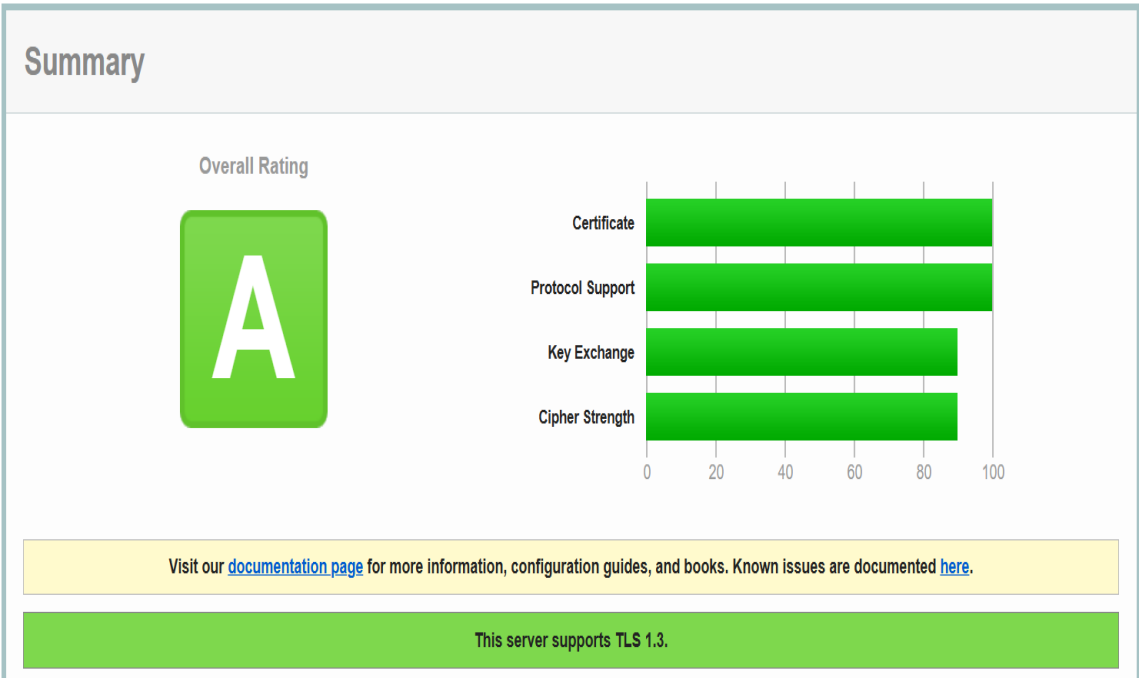 Summary
Overall Rating
A
Certificate
Protocol Support
Key Exchange
Cipher Strength
0 20 40 60 80 100
Visit our documentation page for more information, configuration guides, and books. Known issues are documented here.
This server supports TLS 1.3.